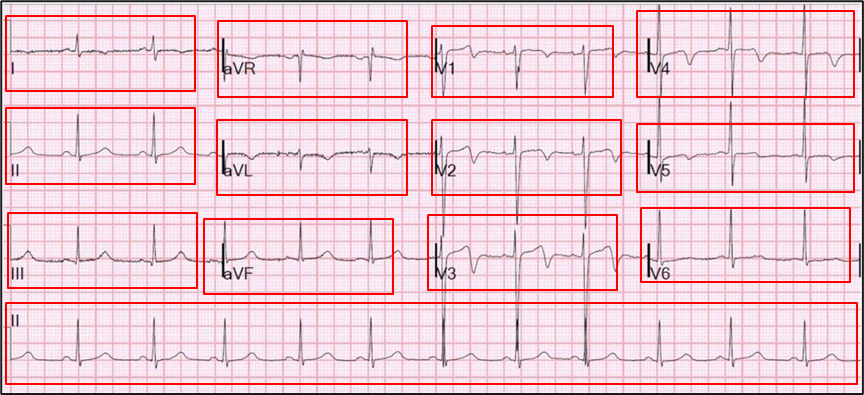 I aVR V1 V4
II aVL V2 V5
III aVF V3 V6
II